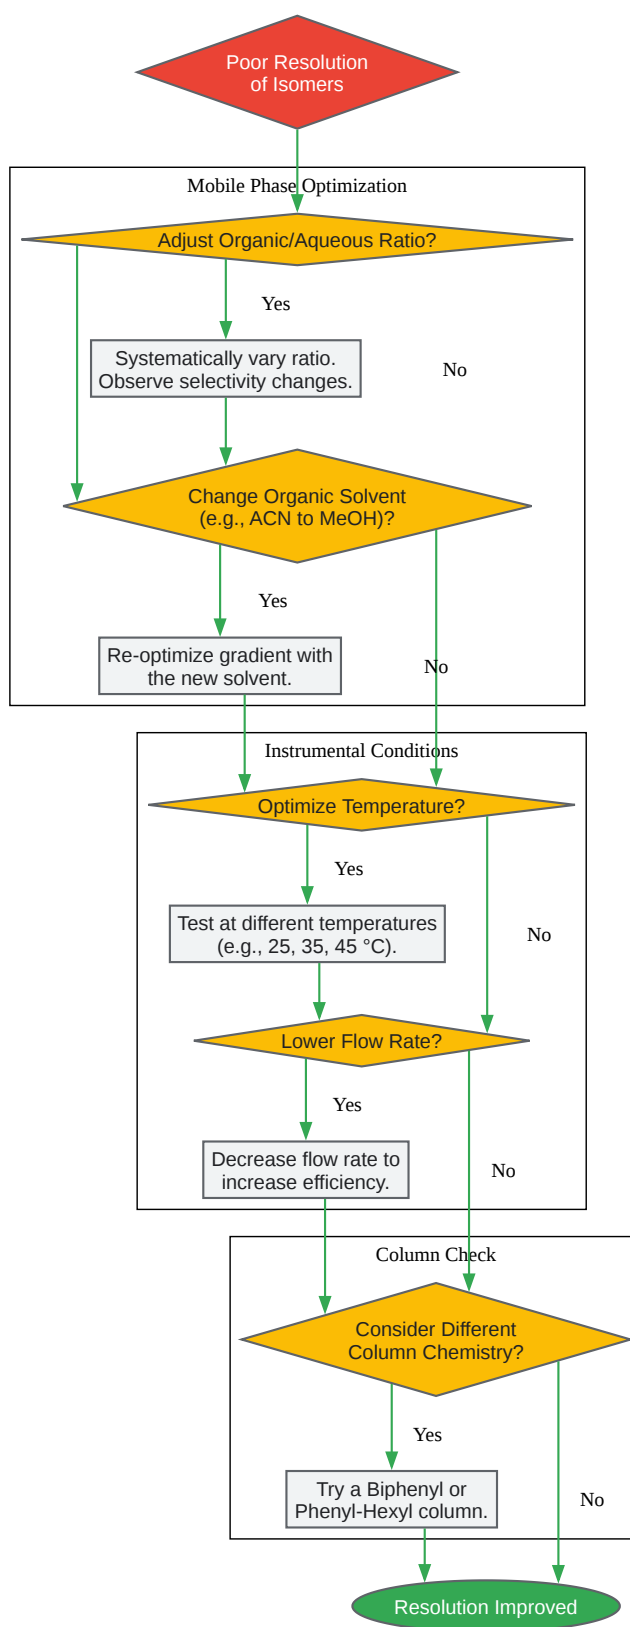 Poor Resolution
of Isomers
Mobile Phase Optimization
Adjust Organic/Aqueous Ratio?
Yes
Systematically vary ratio.
Observe selectivity changes.
No
Change Organic Solvent
(e.g., ACN to MeOH)?
Yes
Re-optimize gradient with
the new solvent.
No
Instrumental Conditions
Optimize Temperature?
Yes
Test at different temperatures
(e.g., 25, 35, 45 °C).
No
Lower Flow Rate?
Yes
Decrease flow rate to
increase efficiency.
No
Column Check
Consider Different
Column Chemistry?
Yes
Try a Biphenyl or
Phenyl-Hexyl column.
No
Resolution Improved